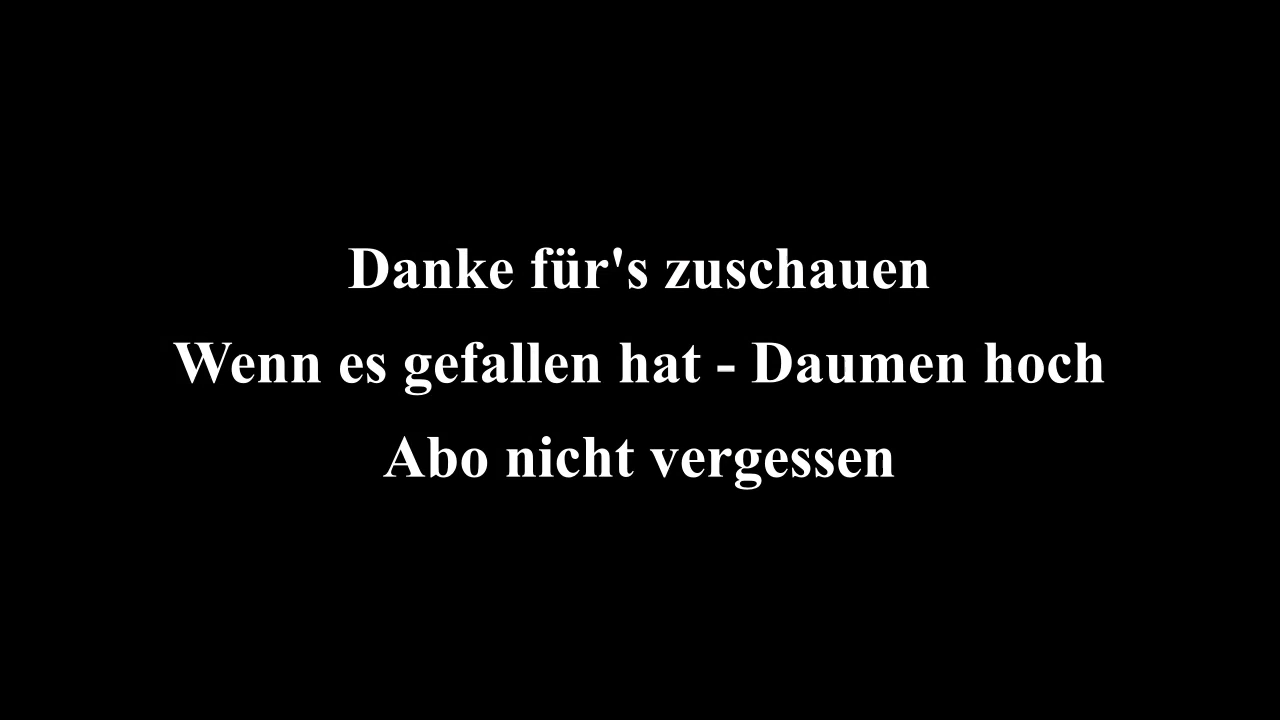 Danke für's zuschauen
Wenn es gefallen hat - Daumen hoch
Abo nicht vergessen